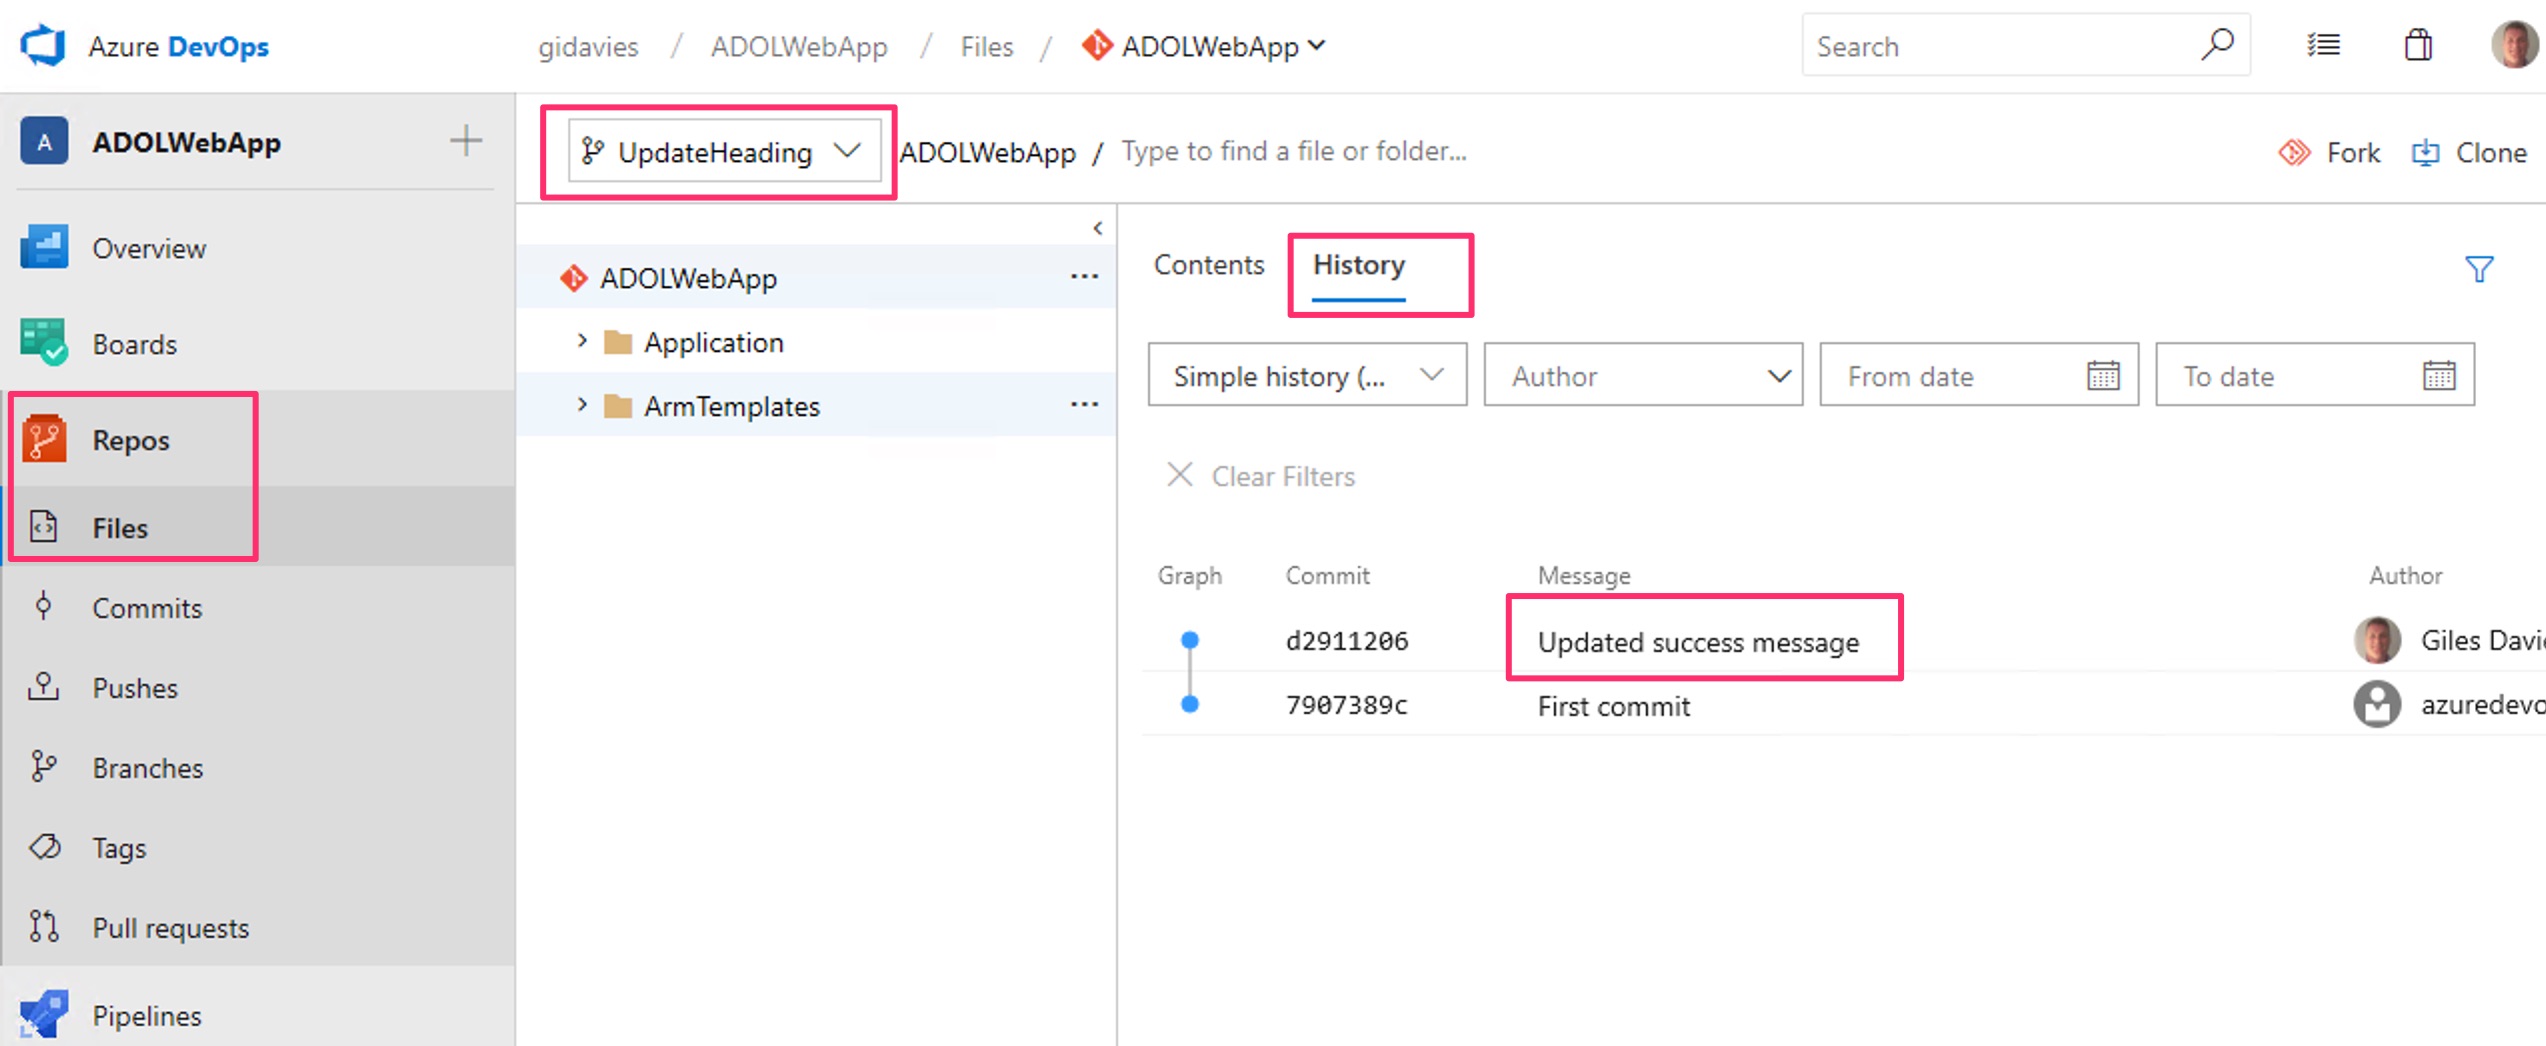 Azure DevOps
gidavies / ADOLWebApp / Files / ADOLWebApp
Search
A ADOLWebApp
UpdateHeading
ADOLWebApp / Type to find a file or folder...
Fork
Clone
Overview
Boards
Repos
Files
Commits
Pushes
Branches
Tags
Pull requests
Pipelines
ADOLWebApp
Application
ArmTemplates
Contents
History
Simple history (...
Author
From date
To date
Clear Filters
Graph Commit Message Author
d2911206 Updated success message Giles Davi
7907389c First commit azuredevo